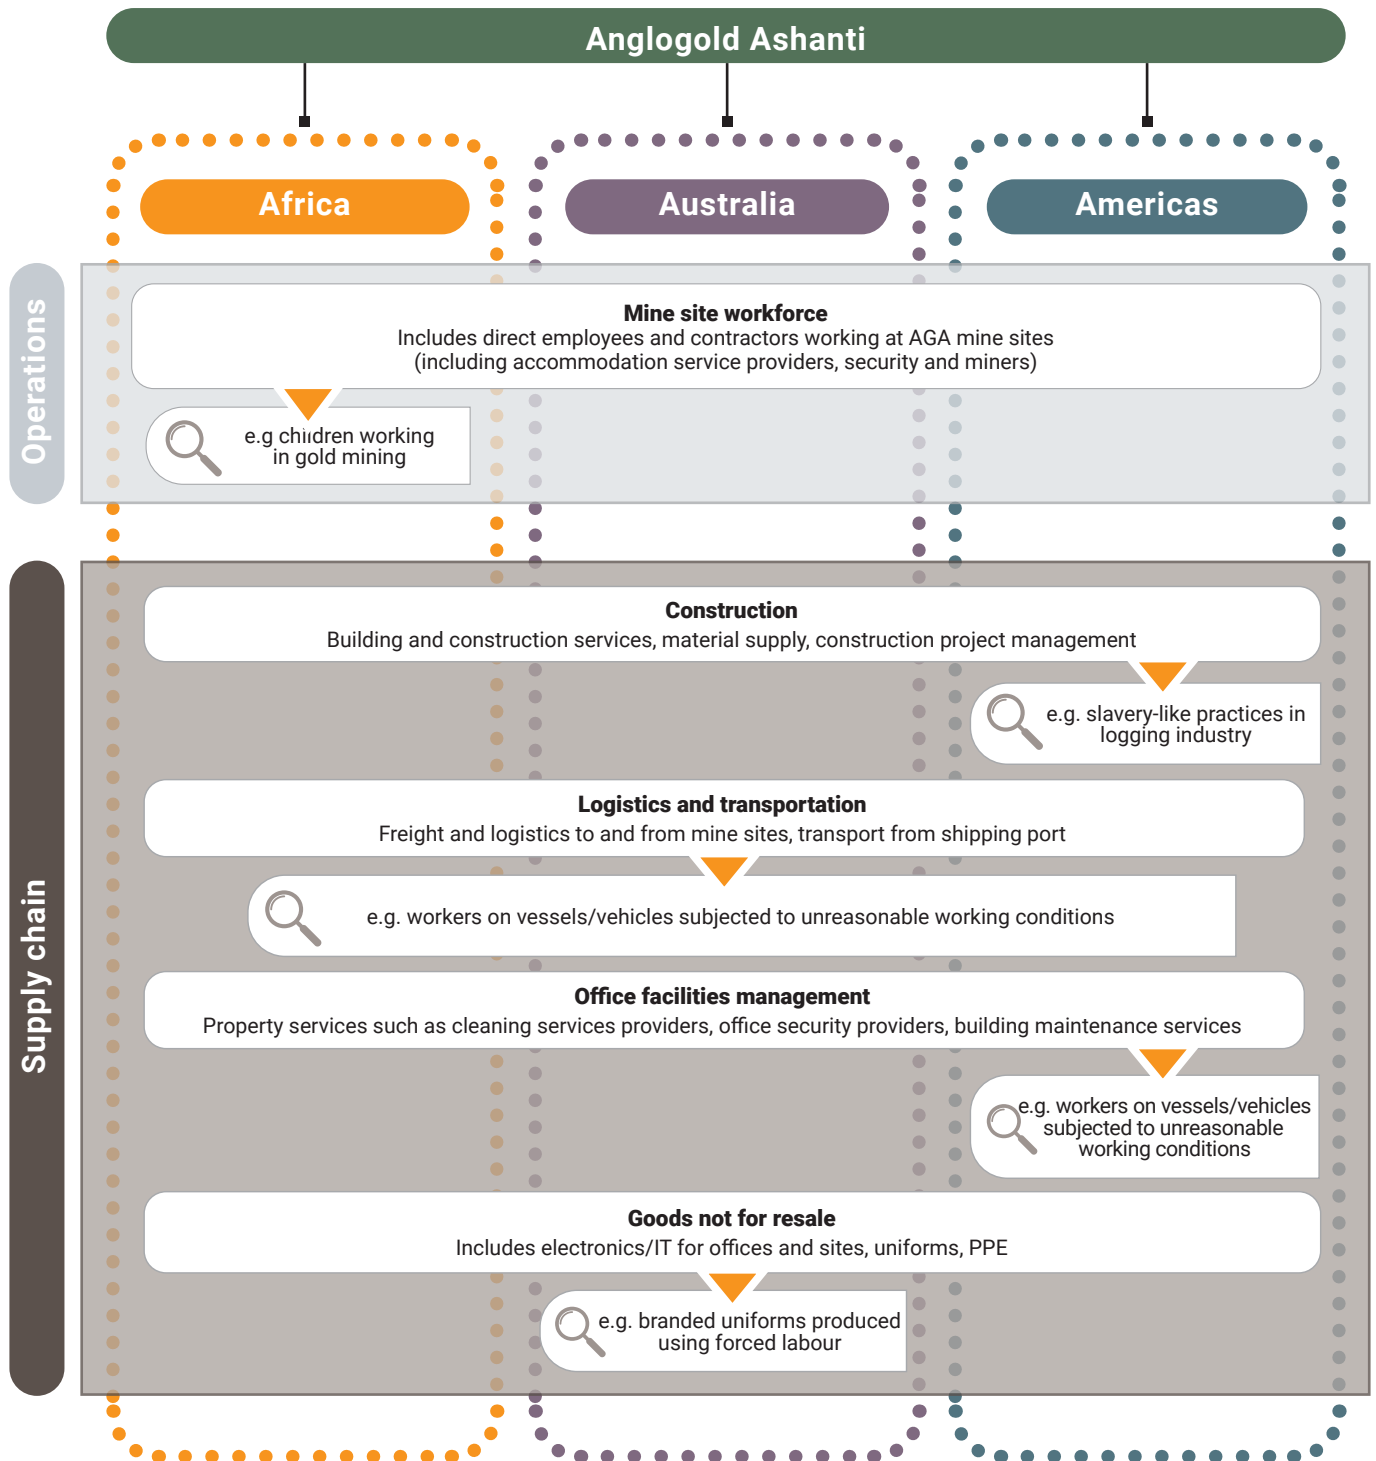 Anglogold Ashanti
Africa
Australia
Americas
Operations
Mine site workforce
Includes direct employees and contractors working at AGA mine sites
(including accommodation service providers, security and miners)
e.g children working
in gold mining
Supply chain
Construction
Building and construction services, material supply, construction project management
e.g. slavery-like practices in
logging industry
Logistics and transportation
Freight and logistics to and from mine sites, transport from shipping port
e.g. workers on vessels/vehicles subjected to unreasonable working conditions
Office facilities management
Property services such as cleaning services providers, office security providers, building maintenance services
e.g. workers on vessels/vehicles
subjected to unreasonable
working conditions
Goods not for resale
Includes electronics/IT for offices and sites, uniforms, PPE
e.g. branded uniforms produced
using forced labour